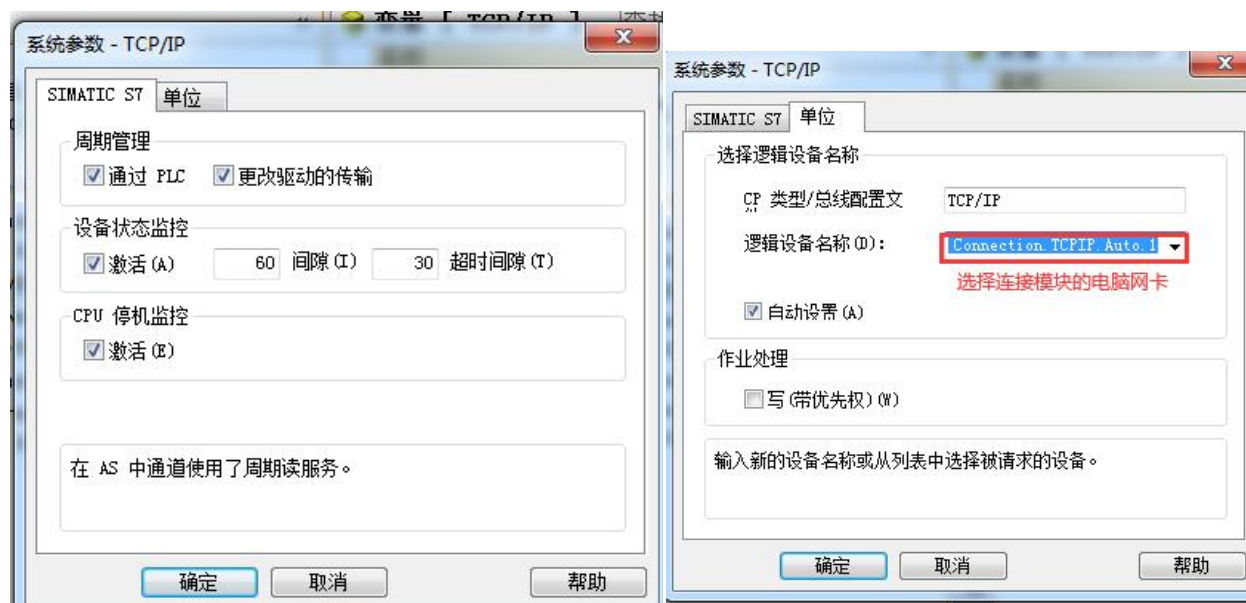 变量 [ TCP/IP ]
系统参数 - TCP/IP
SIMATIC S7 单位
周期管理
通过 PLC 更改驱动的传输
设备状态监控
激活(A) 60 间隙(I) 30 超时间隙(T)
CPU 停机监控
激活(E)
在 AS 中通道使用了周期读服务。
确定 取消 帮助
系统参数 - TCP/IP
SIMATIC S7 单位
选择逻辑设备名称
CP 类型/总线配置文 TCP/IP
逻辑设备名称(D): Connection.TCPIP.Auto.1
选择连接模块的电脑网卡
自动设置(A)
作业处理
写(带优先权)(W)
输入新的设备名称或从列表中选择被请求的设备。
确定 取消 帮助